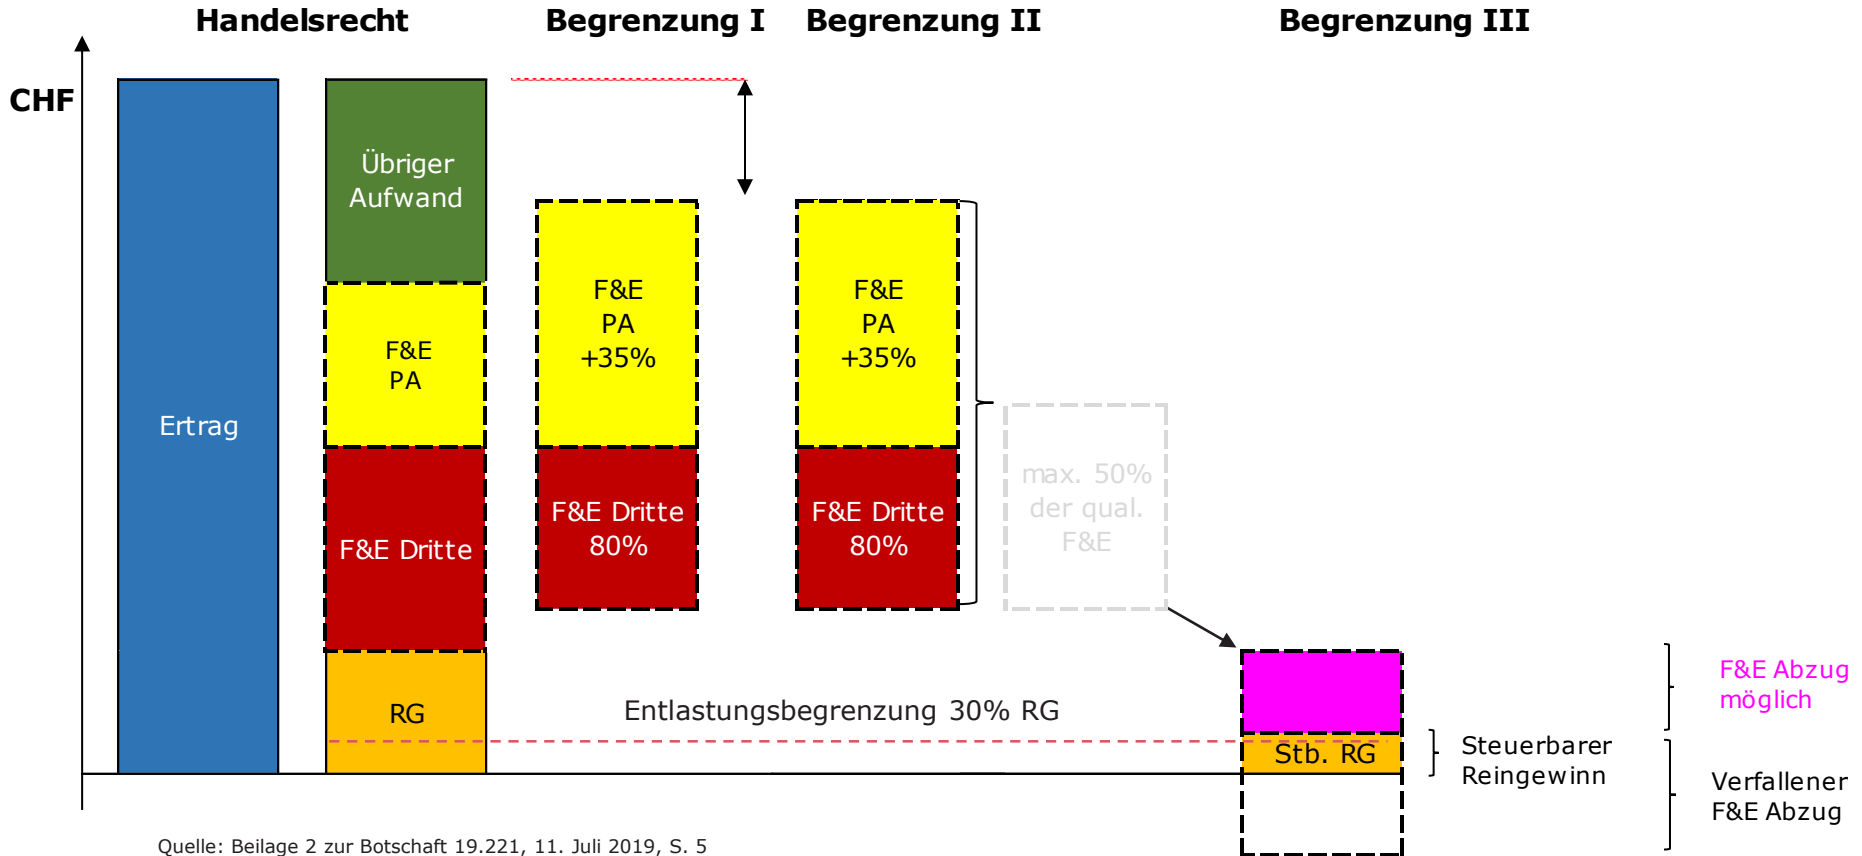 Handelsrecht
Begrenzung I
Begrenzung II
Begrenzung III
CHF
Ertrag
Übriger
Aufwand
F&E
PA
F&E Dritte
RG
F&E
PA
+35%
F&E Dritte
80%
F&E
PA
+35%
F&E Dritte
80%
max. 50%
der qual.
F&E
Entlastungsbegrenzung 30% RG
Stb. RG
Steuerbarer
Reingewinn
F&E Abzug
möglich
Verfallener
F&E Abzug
Quelle: Beilage 2 zur Botschaft 19.221, 11. Juli 2019, S. 5